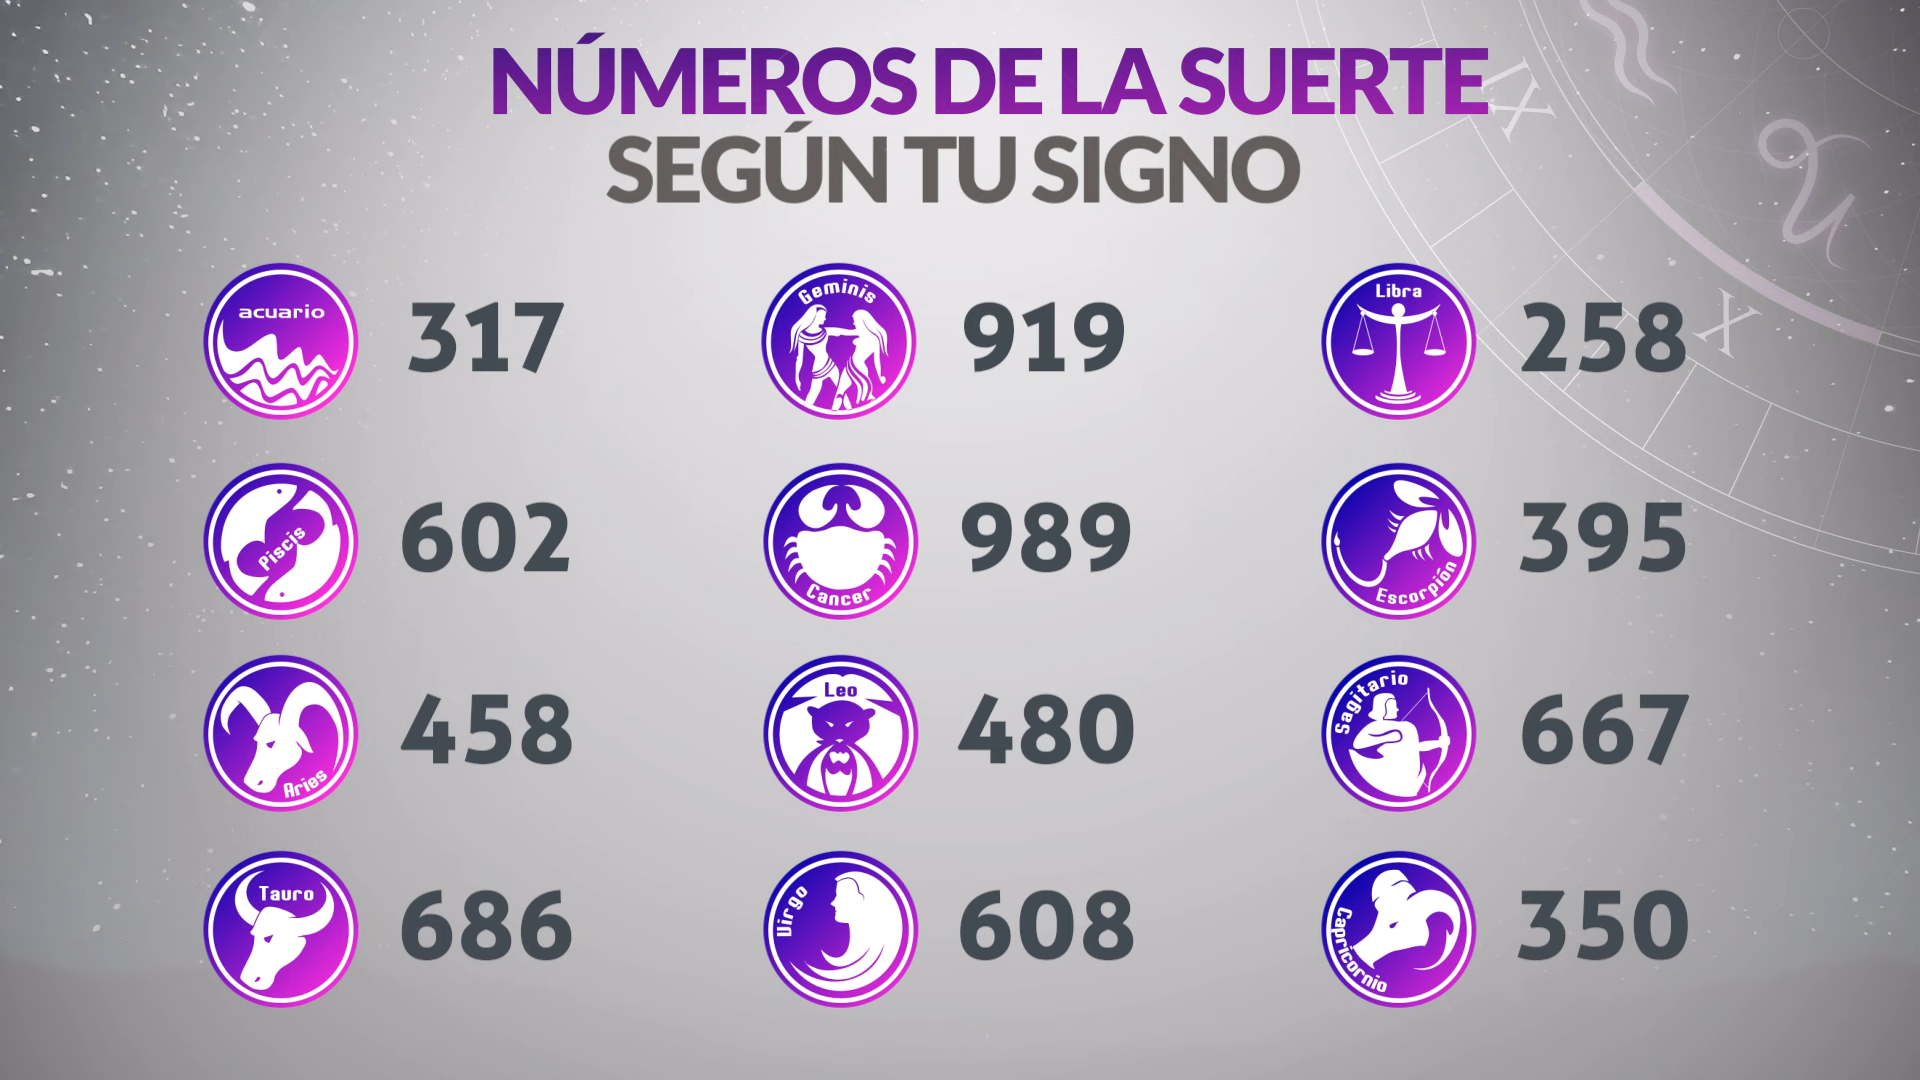 NÚMEROS DE LA SUERTE
SEGÚN TU SIGNO
acuario 317
Geminis 919
Libra 258
Piscis 602
Cancer 989
Escorpión 395
Aries 458
Leo 480
Sagitario 667
Tauro 686
Virgo 608
Capricornio 350